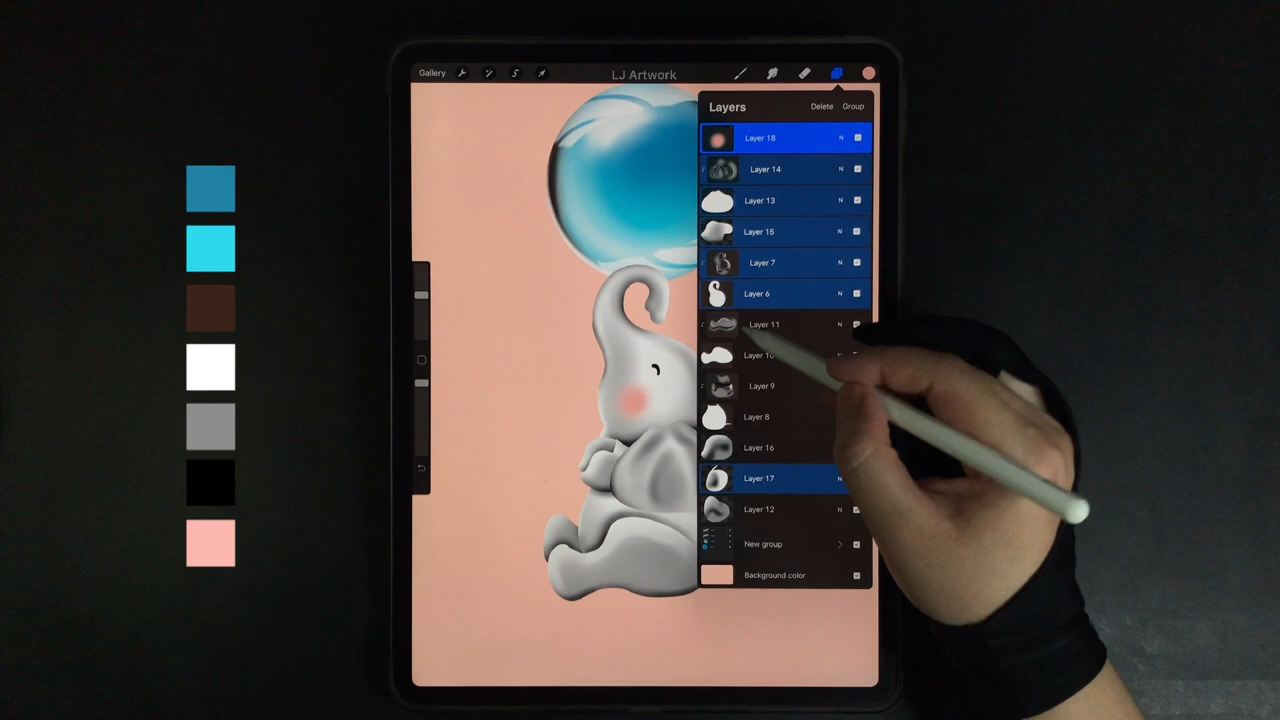 Gallery
LJ Artwork
Layers Delete Group
Layer 18 N
Layer 14 N
Layer 13 N
Layer 15 N
Layer 7 N
Layer 6 N
Layer 11 N
Layer
Layer 9
Layer 8
Layer 16
Layer 17 N
Layer 12 N
New group
Background color